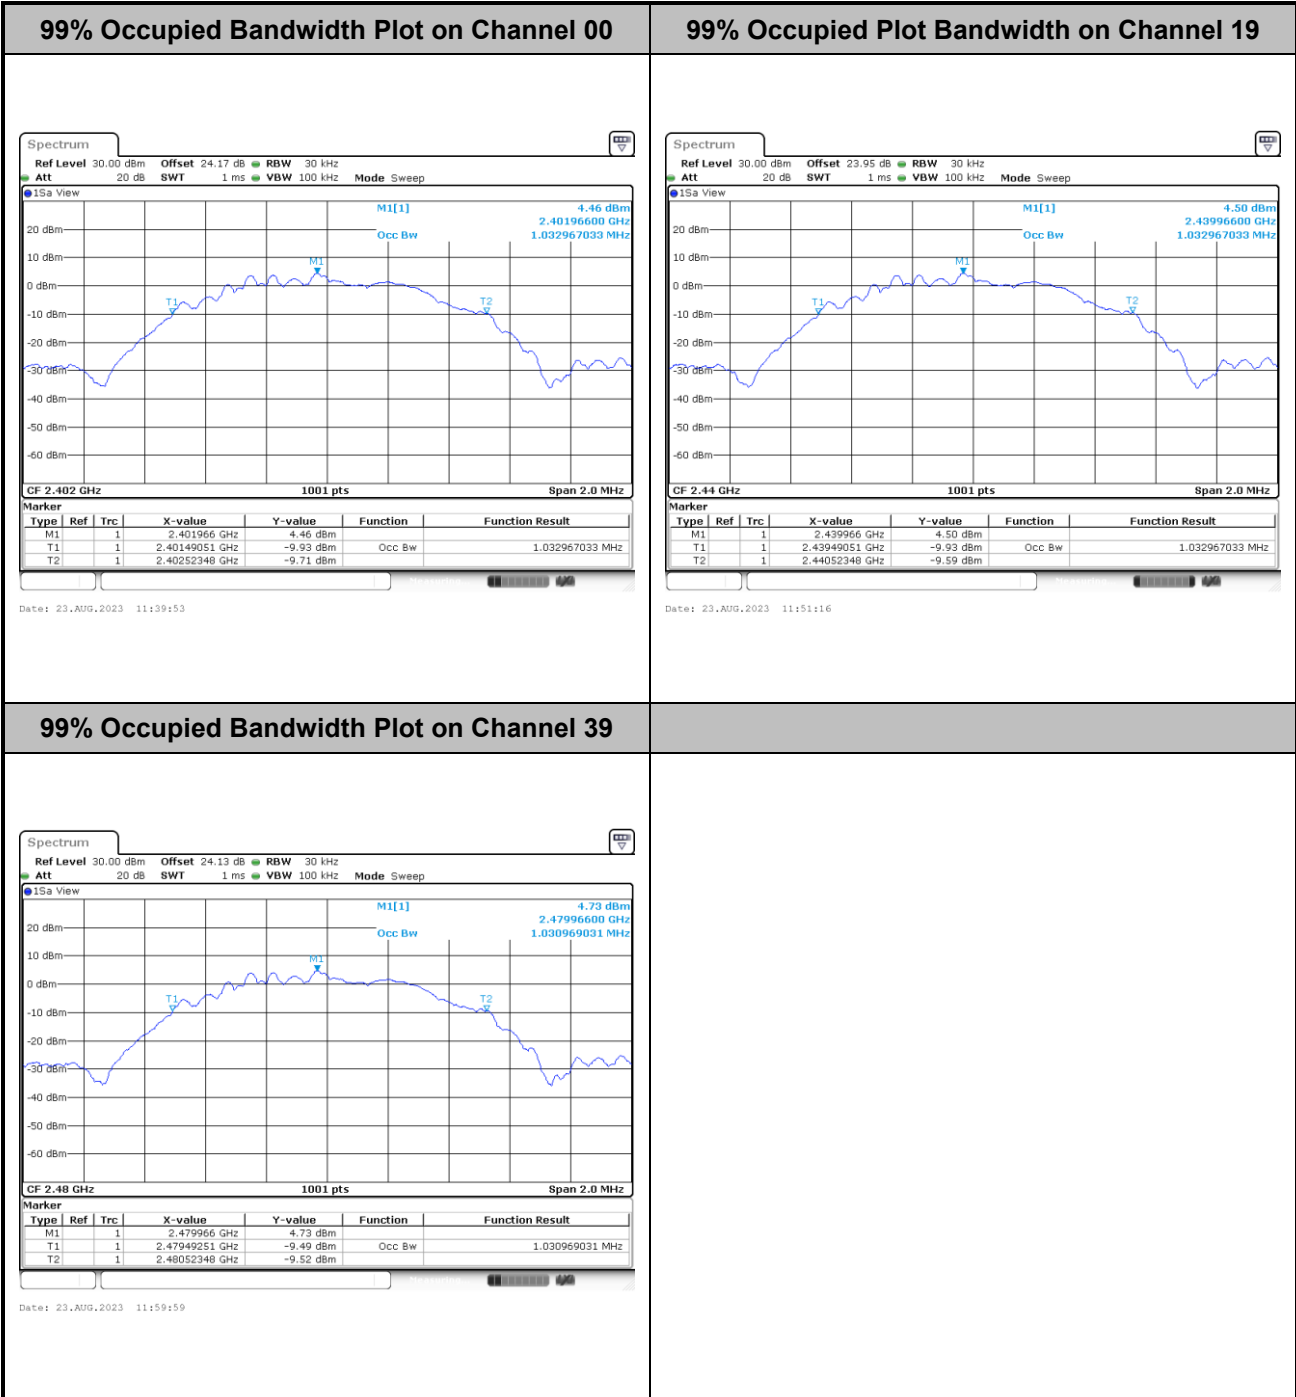 99% Occupied Bandwidth Plot on Channel 00
99% Occupied Plot Bandwidth on Channel 19
Spectrum
Ref Level 30.00 dBm Offset 24.17 dB RBW 30 kHz
Att 20 dB SWT 1 ms VBW 100 kHz Mode Sweep
1Sa View
M1[1] 4.46 dBm
2.40196600 GHz
Occ Bw 1.032967033 MHz
20 dBm
10 dBm
0 dBm
-10 dBm
-20 dBm
-30 dBm
-40 dBm
-50 dBm
-60 dBm
M1
T1
T2
CF 2.402 GHz 1001 pts Span 2.0 MHz
Marker
Type Ref Trc X-value Y-value Function Function Result
M1 1 2.401966 GHz 4.46 dBm
T1 1 2.40149051 GHz -9.93 dBm Occ Bw 1.032967033 MHz
T2 1 2.40252348 GHz -9.71 dBm
Date: 23.AUG.2023 11:39:53
Spectrum
Ref Level 30.00 dBm Offset 23.95 dB RBW 30 kHz
Att 20 dB SWT 1 ms VBW 100 kHz Mode Sweep
1Sa View
M1[1] 4.50 dBm
2.43996600 GHz
Occ Bw 1.032967033 MHz
20 dBm
10 dBm
0 dBm
-10 dBm
-20 dBm
-30 dBm
-40 dBm
-50 dBm
-60 dBm
M1
T1
T2
CF 2.44 GHz 1001 pts Span 2.0 MHz
Marker
Type Ref Trc X-value Y-value Function Function Result
M1 1 2.439966 GHz 4.50 dBm
T1 1 2.43949051 GHz -9.93 dBm Occ Bw 1.032967033 MHz
T2 1 2.44052348 GHz -9.59 dBm
Date: 23.AUG.2023 11:51:16
99% Occupied Bandwidth Plot on Channel 39
Spectrum
Ref Level 30.00 dBm Offset 24.13 dB RBW 30 kHz
Att 20 dB SWT 1 ms VBW 100 kHz Mode Sweep
1Sa View
M1[1] 4.73 dBm
2.47996600 GHz
Occ Bw 1.030969031 MHz
20 dBm
10 dBm
0 dBm
-10 dBm
-20 dBm
-30 dBm
-40 dBm
-50 dBm
-60 dBm
M1
T1
T2
CF 2.48 GHz 1001 pts Span 2.0 MHz
Marker
Type Ref Trc X-value Y-value Function Function Result
M1 1 2.479966 GHz 4.73 dBm
T1 1 2.47949251 GHz -9.49 dBm Occ Bw 1.030969031 MHz
T2 1 2.48052348 GHz -9.52 dBm
Date: 23.AUG.2023 11:59:59